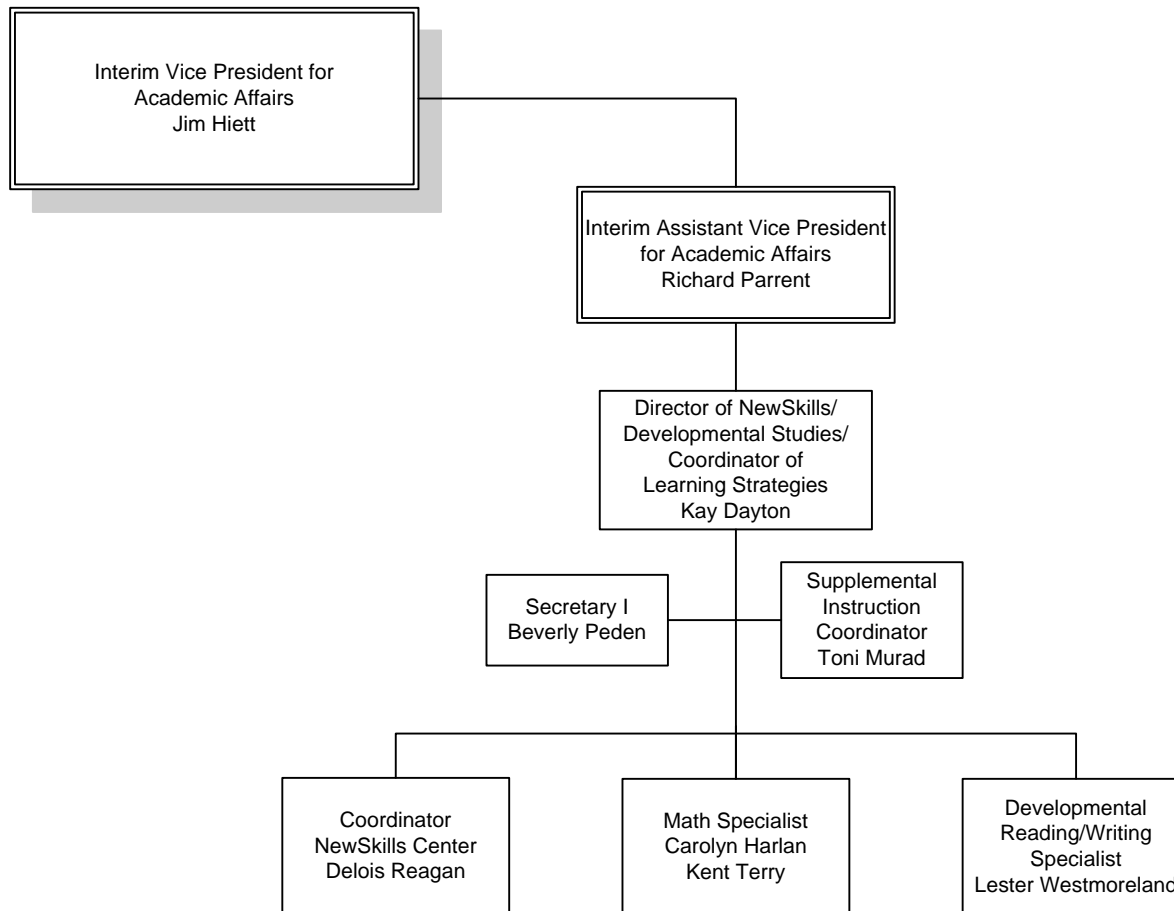 Interim Vice President for
Academic Affairs
Jim Hiett
Interim Assistant Vice President
for Academic Affairs
Richard Parrent
Director of NewSkills/
Developmental Studies/
Coordinator of
Learning Strategies
Kay Dayton
Secretary I
Beverly Peden
Supplemental
Instruction
Coordinator
Toni Murad
Coordinator
NewSkills Center
Delois Reagan
Math Specialist
Carolyn Harlan
Kent Terry
Developmental
Reading/Writing
Specialist
Lester Westmoreland